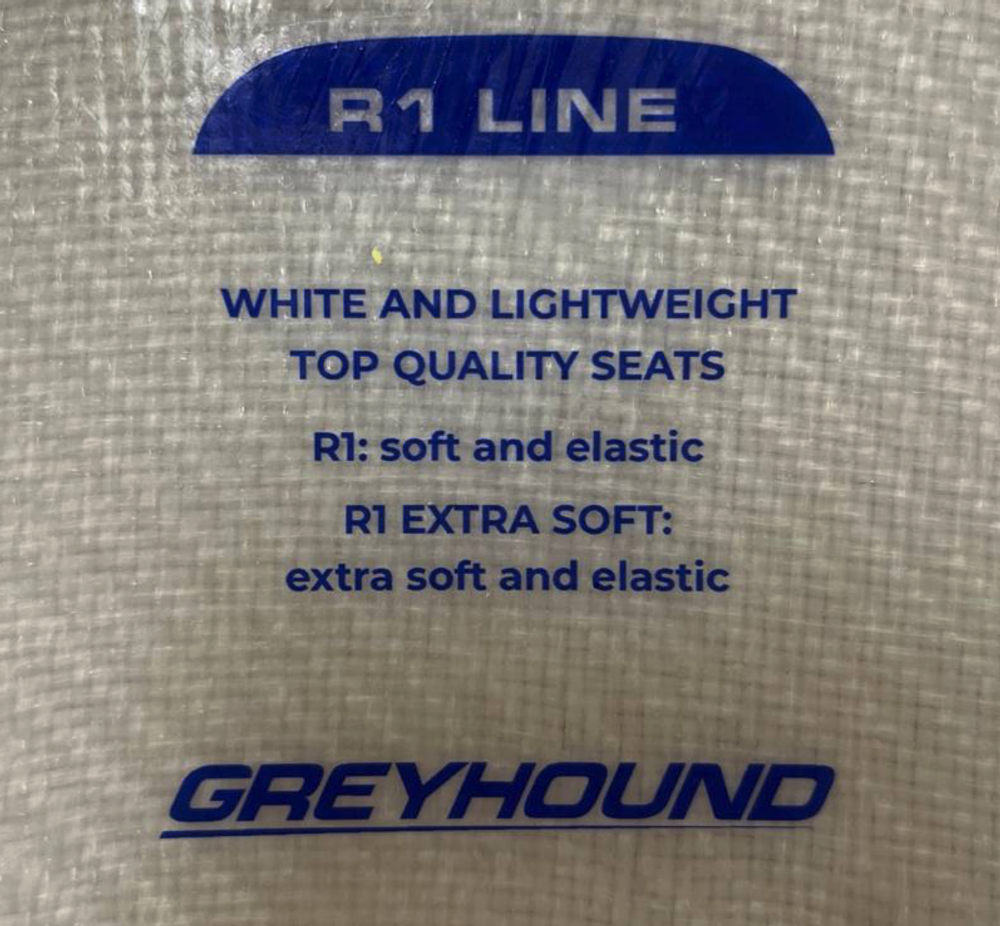 R1 LINE
WHITE AND LIGHTWEIGHT
TOP QUALITY SEATS
R1: soft and elastic
R1 EXTRA SOFT:
extra soft and elastic
GREYHOUND